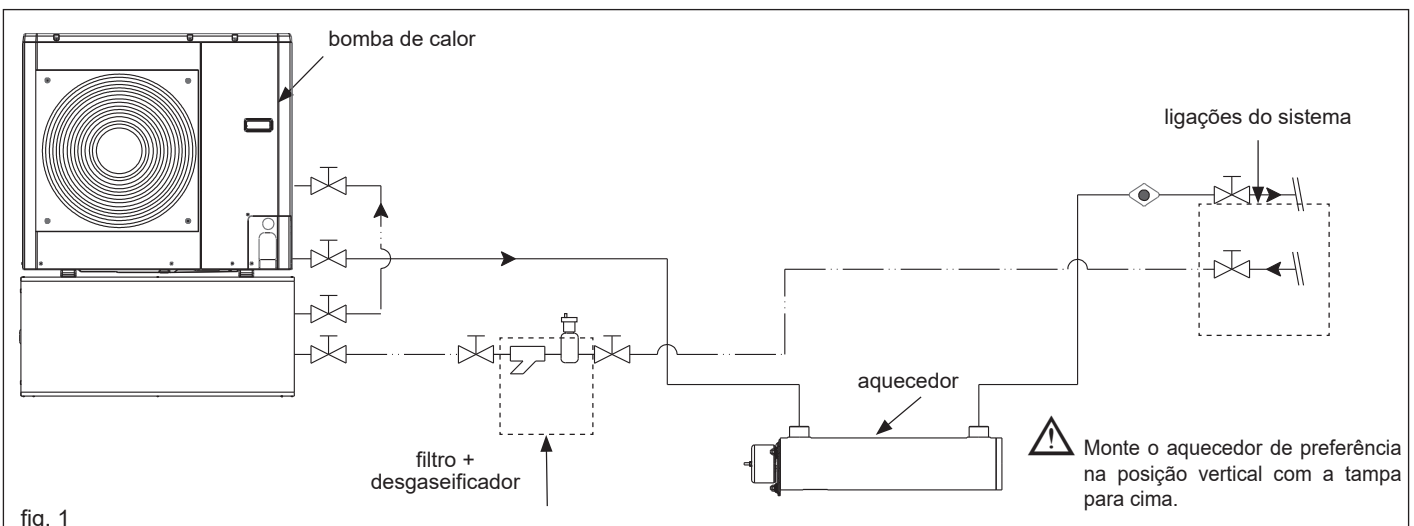 bomba de calor
ligações do sistema
aquecedor
filtro +
desgaseificador
Monte o aquecedor de preferência
na posição vertical com a tampa
para cima.
fig. 1